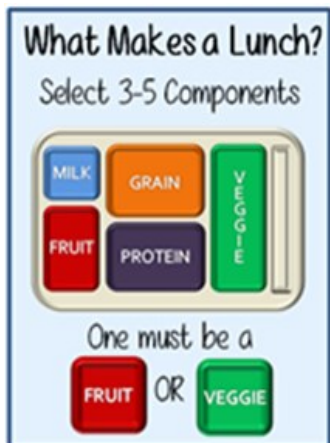 What Makes a Lunch?
Select 3-5 Components
MILK
GRAIN
VEGGIE
FRUIT
PROTEIN
One must be a
FRUIT OR VEGGIE